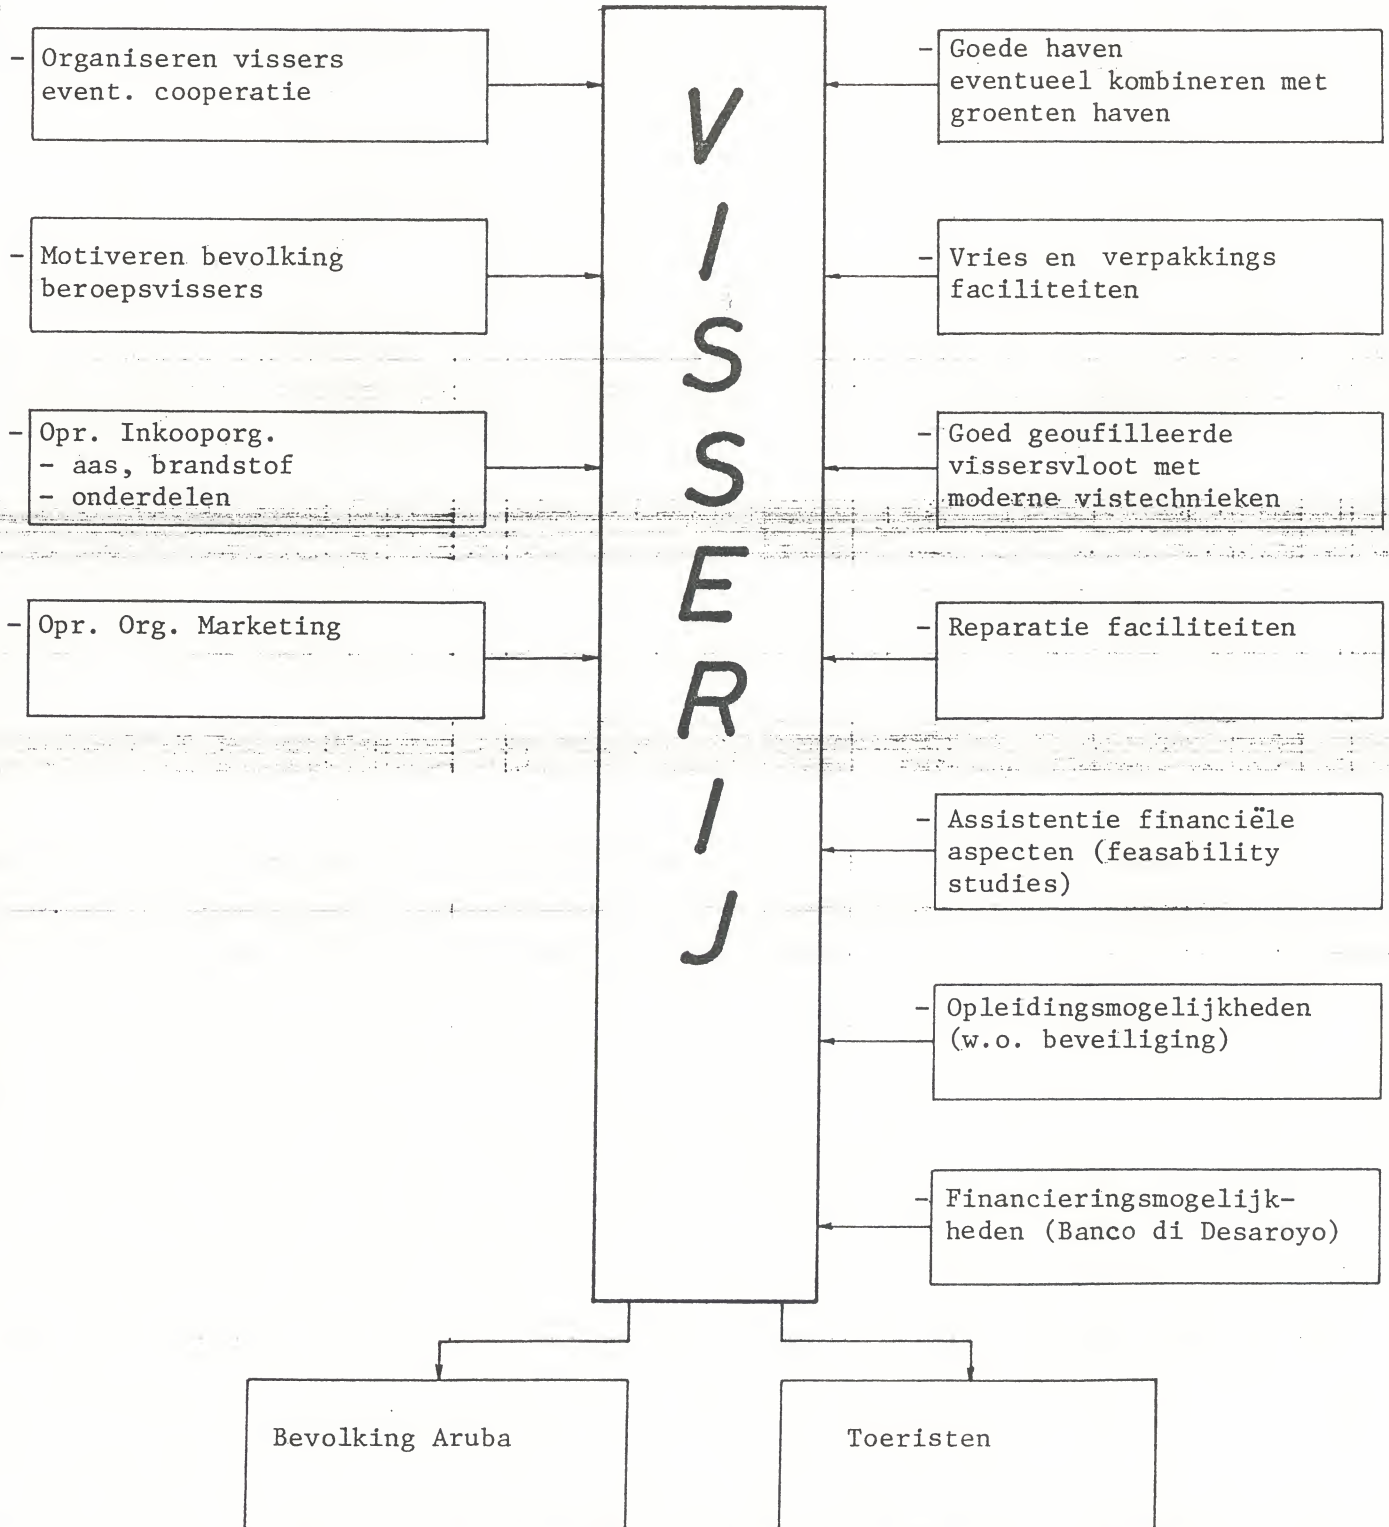 - Organiseren vissers
event. cooperatie
- Motiveren bevolking
beroepsvissers
- Opr. Inkooporg.
- aas, brandstof
- onderdelen
- Opr. Org. Marketing
VISSERIJ
- Goede haven
eventueel kombineren met
groenten haven
- Vries en verpakkings
faciliteiten
- Goed geoufilleerde
vissersvloot met
moderne vistechnieken
- Reparatie faciliteiten
- Assistentie financiële
aspecten (feasability
studies)
- Opleidingsmogelijkheden
(w.o. beveiliging)
- Financieringsmogelijk-
heden (Banco di Desaroyo)
Bevolking Aruba
Toeristen